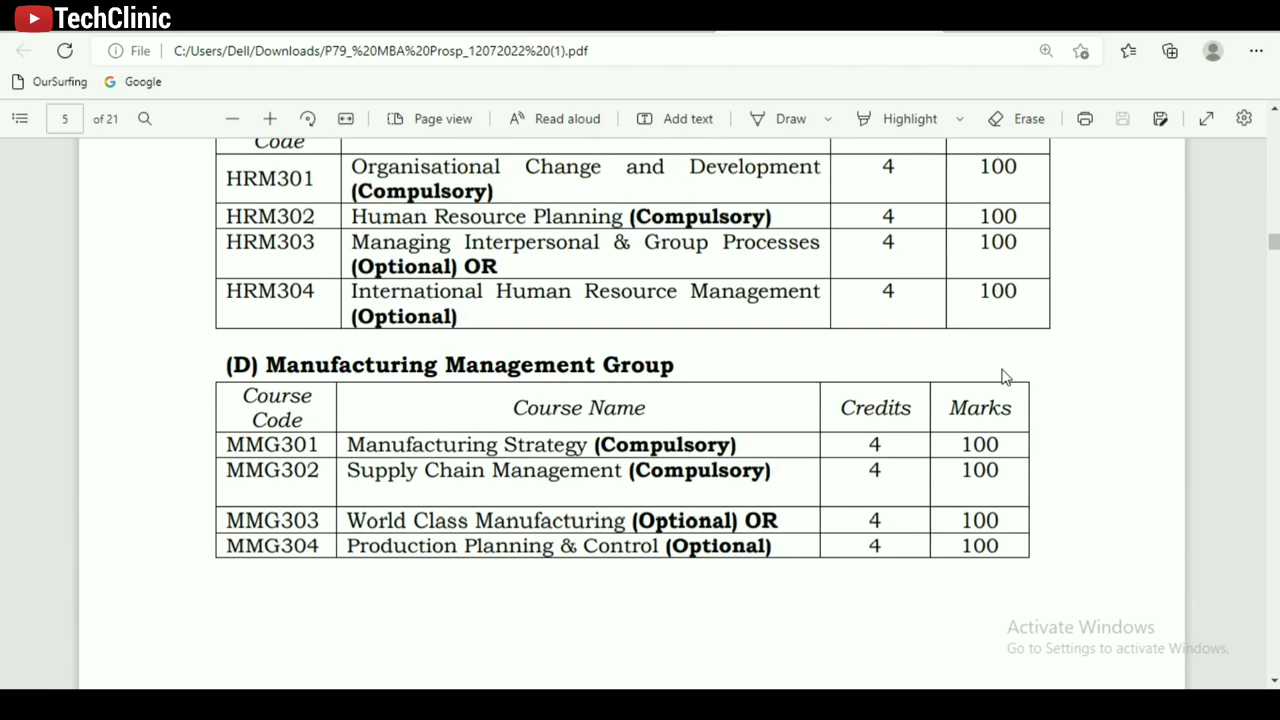 TechClinic
File C:/Users/Dell/Downloads/P79_%20MBA%20Prosp_12072022%20(1).pdf
OurSurfing Google
5 of 21 Page view Read aloud Add text Draw Highlight Erase
Code
HRM301 Organisational Change and Development 4 100
(Compulsory)
HRM302 Human Resource Planning (Compulsory) 4 100
HRM303 Managing Interpersonal & Group Processes 4 100
(Optional) OR
HRM304 International Human Resource Management 4 100
(Optional)
(D) Manufacturing Management Group
Course Code Course Name Credits Marks
MMG301 Manufacturing Strategy (Compulsory) 4 100
MMG302 Supply Chain Management (Compulsory) 4 100
MMG303 World Class Manufacturing (Optional) OR 4 100
MMG304 Production Planning & Control (Optional) 4 100
Activate Windows
Go to Settings to activate Windows.